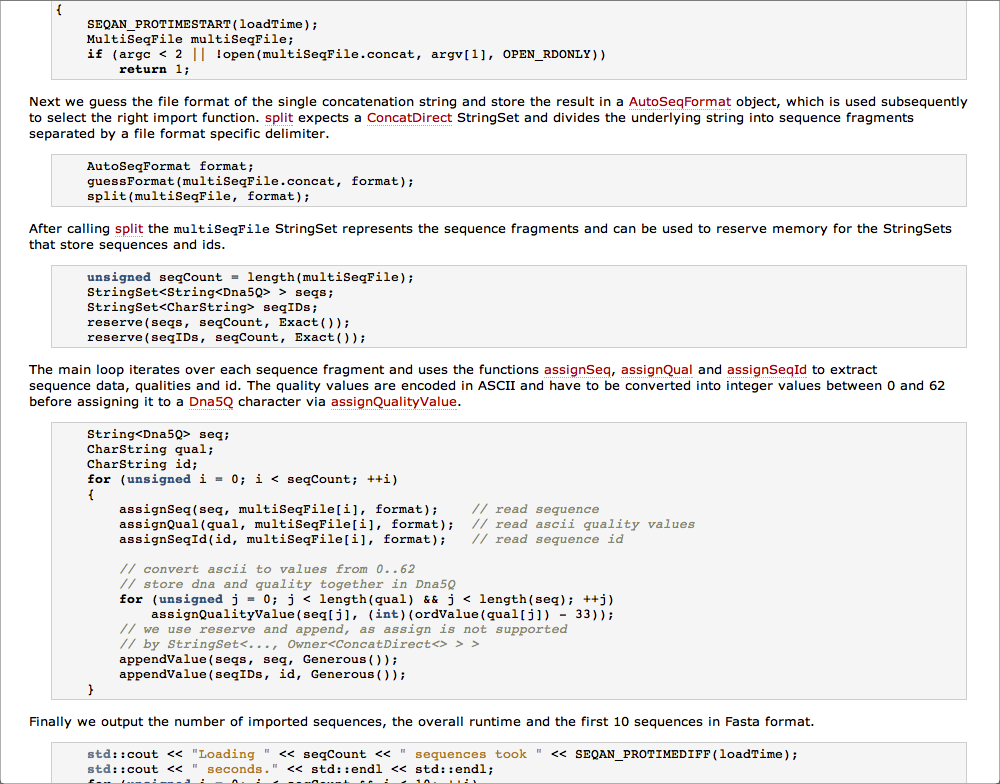 {
SEQAN_PROTIMESTART(loadTime);
MultiSeqFile multiSeqFile;
if (argc < 2 || !open(multiSeqFile.concat, argv[1], OPEN_RDONLY))
return 1;
Next we guess the file format of the single concatenation string and store the result in a AutoSeqFormat object, which is used subsequently
to select the right import function. split expects a ConcatDirect StringSet and divides the underlying string into sequence fragments
separated by a file format specific delimiter.
AutoSeqFormat format;
guessFormat(multiSeqFile.concat, format);
split(multiSeqFile, format);
After calling split the multiSeqFile StringSet represents the sequence fragments and can be used to reserve memory for the StringSets
that store sequences and ids.
unsigned seqCount = length(multiSeqFile);
StringSet<String<Dna5Q> > seqs;
StringSet<CharString> seqIDs;
reserve(seqs, seqCount, Exact());
reserve(seqIDs, seqCount, Exact());
The main loop iterates over each sequence fragment and uses the functions assignSeq, assignQual and assignSeqId to extract
sequence data, qualities and id. The quality values are encoded in ASCII and have to be converted into integer values between 0 and 62
before assigning it to a Dna5Q character via assignQualityValue.
String<Dna5Q> seq;
CharString qual;
CharString id;
for (unsigned i = 0; i < seqCount; ++i)
{
assignSeq(seq, multiSeqFile[i], format);    // read sequence
assignQual(qual, multiSeqFile[i], format);  // read ascii quality values
assignSeqId(id, multiSeqFile[i], format);   // read sequence id
// convert ascii to values from 0..62
// store dna and quality together in Dna5Q
for (unsigned j = 0; j < length(qual) && j < length(seq); ++j)
assignQualityValue(seq[j], (int)(ordValue(qual[j]) - 33));
// we use reserve and append, as assign is not supported
// by StringSet<..., Owner<ConcatDirect<> > >
appendValue(seqs, seq, Generous());
appendValue(seqIDs, id, Generous());
}
Finally we output the number of imported sequences, the overall runtime and the first 10 sequences in Fasta format.
std::cout << "Loading " << seqCount << " sequences took " << SEQAN_PROTIMEDIFF(loadTime);
std::cout << " seconds." << std::endl << std::endl;
for (unsigned i = 0; i < seqCount && i < 10; ++i)